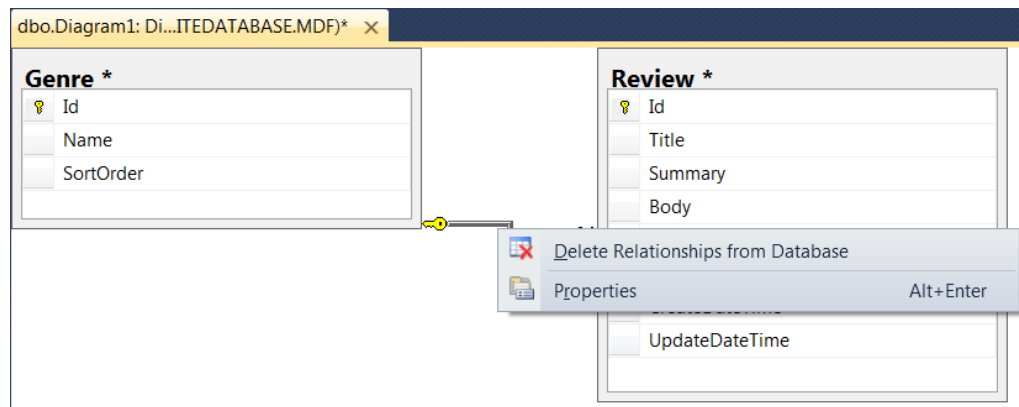 dbo.Diagram1: Di...ITEDATABASE.MDF)* ×
Genre *
Id
Name
SortOrder
Review *
Id
Title
Summary
Body
Delete Relationships from Database
Properties Alt+Enter
UpdateDateTime